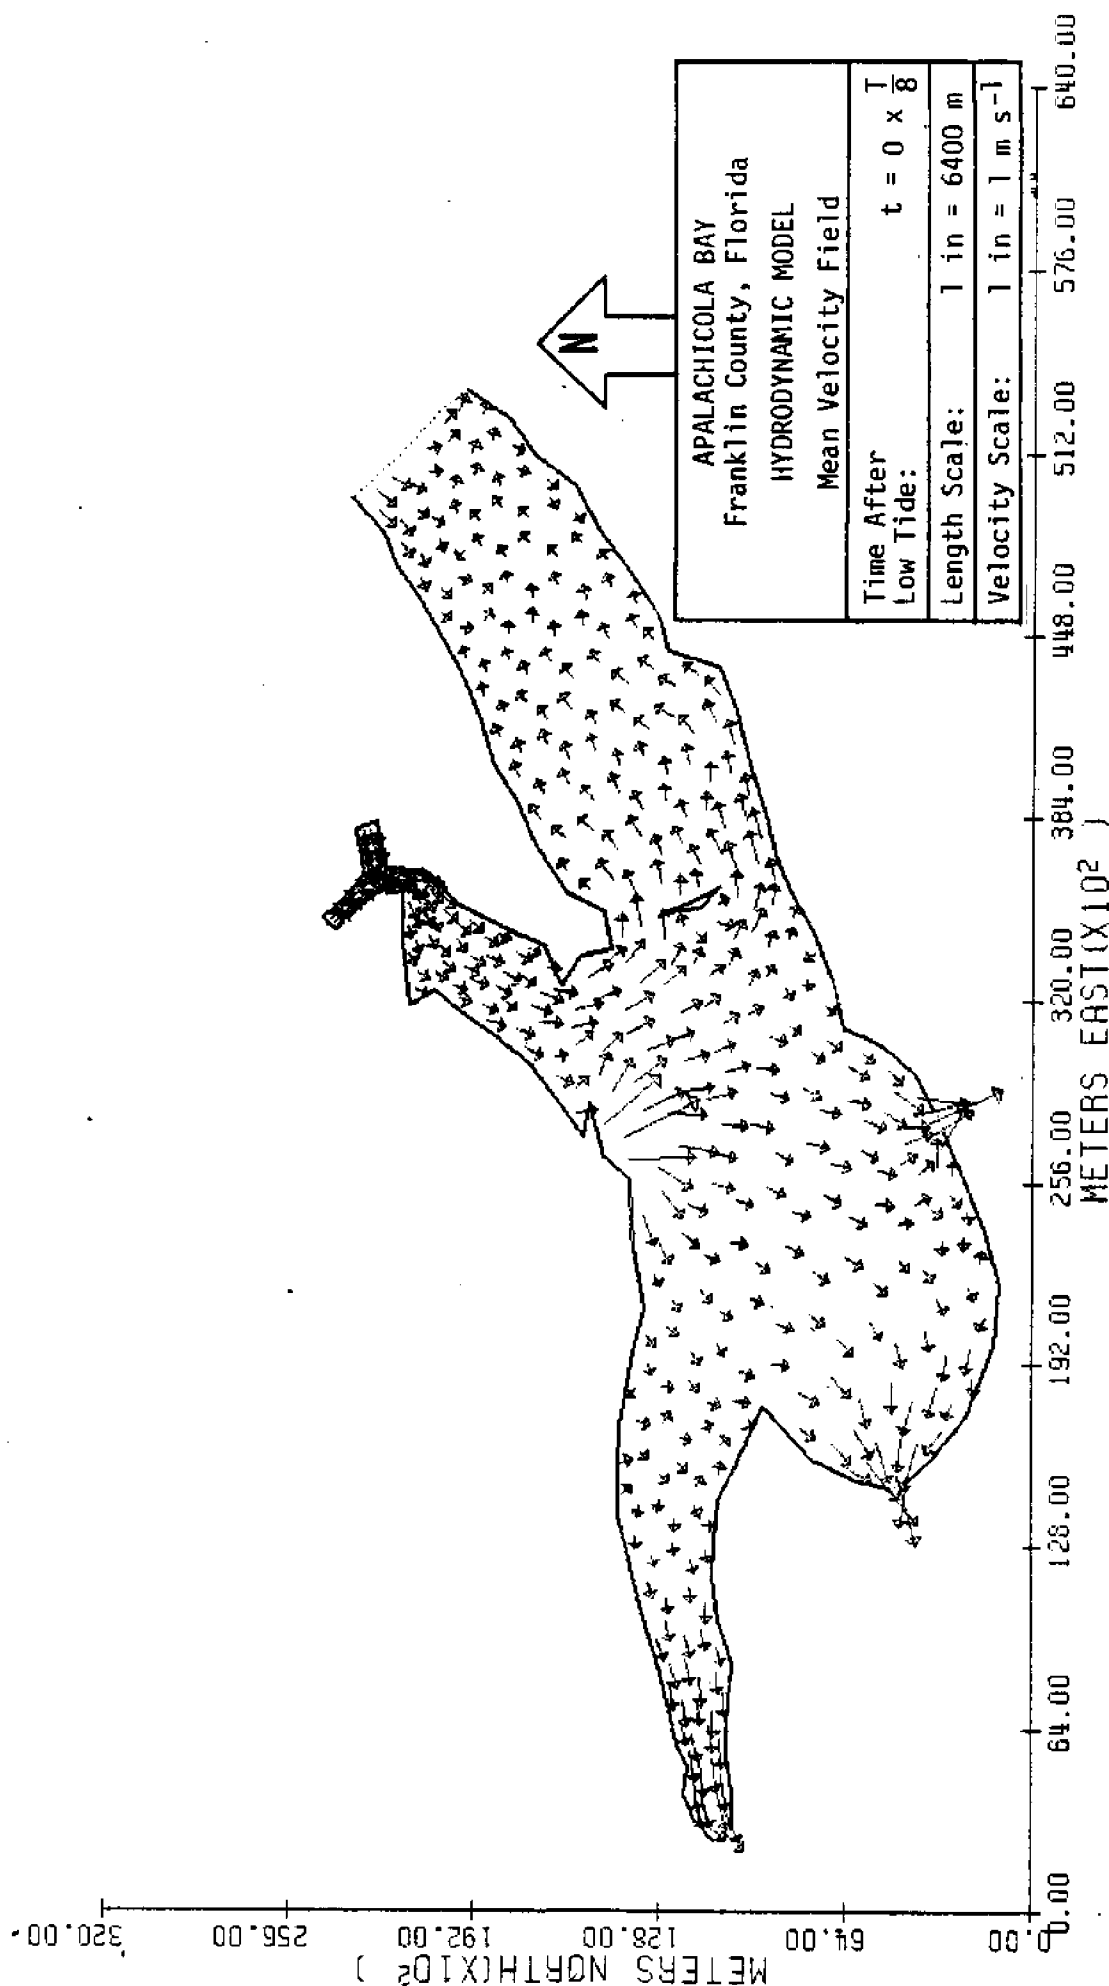 320.00
256.00
192.00
128.00
64.00
0.00
METERS NORTH(X10²)
N
APALACHICOLA BAY
Franklin County, Florida
HYDRODYNAMIC MODEL
Mean Velocity Field
Time After
Low Tide: t = 0 x T/8
Length Scale: 1 in = 6400 m
Velocity Scale: 1 in = 1 m s⁻¹
0.00 64.00 128.00 192.00 256.00 320.00 384.00 448.00 512.00 576.00 640.00
METERS EAST(X10²)